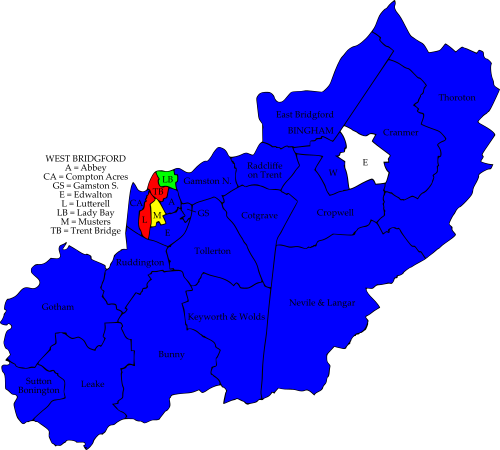 Thoroton
East Bridgford
BINGHAM
Cranmer
WEST BRIDGFORD
A = Abbey
CA = Compton Acres
GS = Gamston S.
E = Edwalton
L = Lutterell
LB = Lady Bay
M = Musters
TB = Trent Bridge
LB
Gamston N.
Radcliffe
on Trent
E
W
TB
CA
A
L
M
GS
E
Cotgrave
Cropwell
Tollerton
Ruddington
Nevile & Langar
Gotham
Keyworth & Wolds
Bunny
Leake
Sutton
Bonington